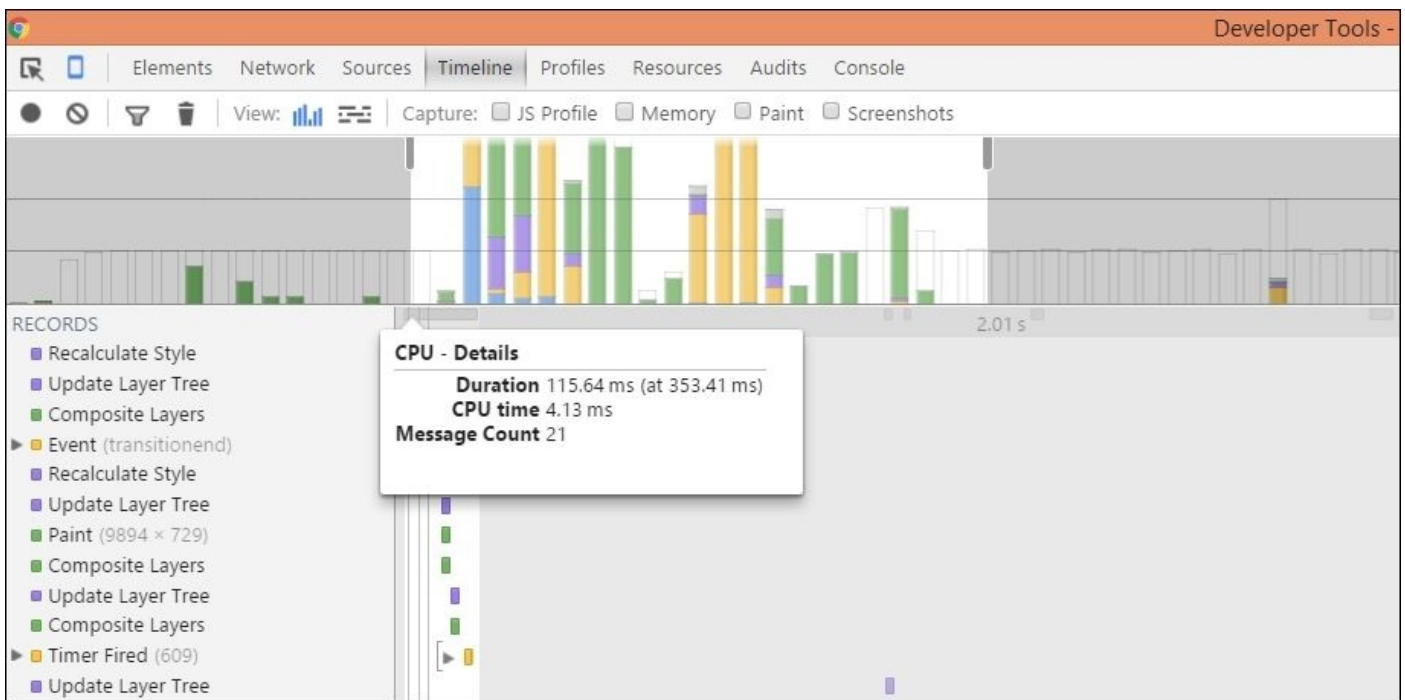 Developer Tools -
Elements Network Sources Timeline Profiles Resources Audits Console
View: Capture: JS Profile Memory Paint Screenshots
RECORDS
2.01 s
Recalculate Style
Update Layer Tree
Composite Layers
Event (transitionend)
Recalculate Style
Update Layer Tree
Paint (9894 × 729)
Composite Layers
Update Layer Tree
Composite Layers
Timer Fired (609)
Update Layer Tree
CPU - Details
Duration 115.64 ms (at 353.41 ms)
CPU time 4.13 ms
Message Count 21